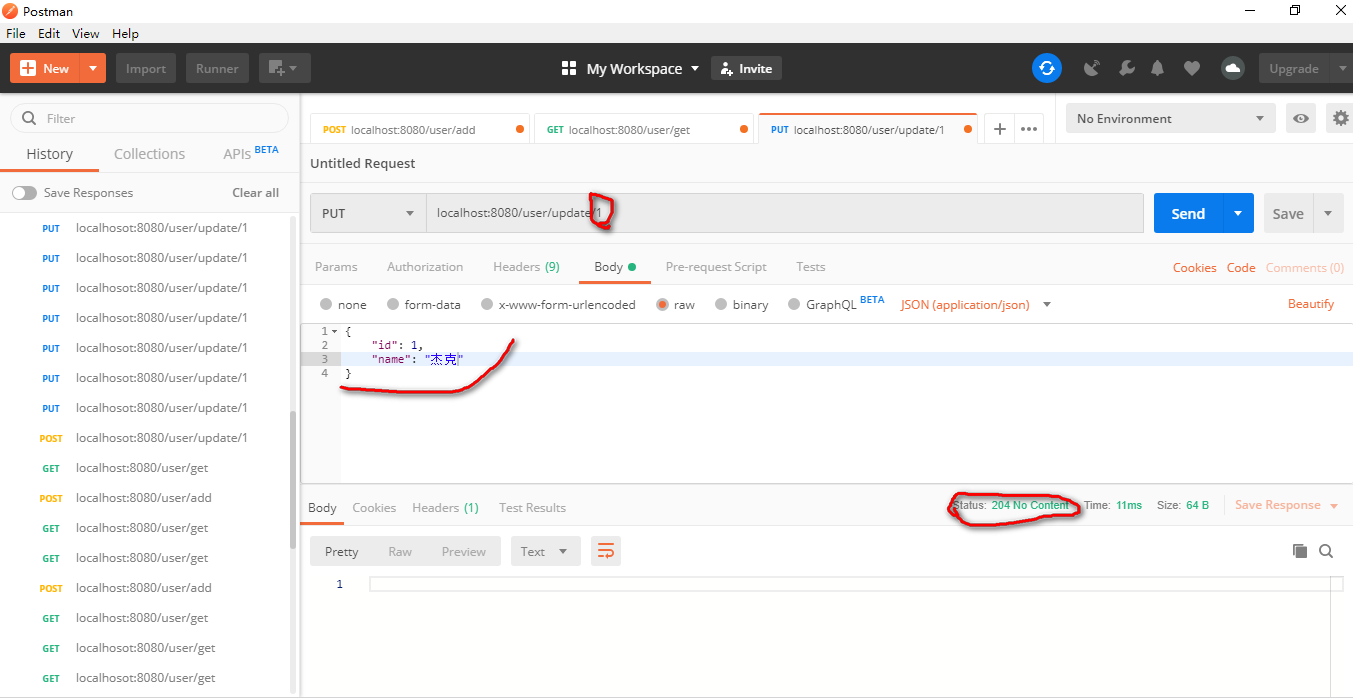 Postman
File Edit View Help
New Import Runner My Workspace Invite Upgrade
Filter
History Collections APIs BETA
Save Responses Clear all
PUT localhosot:8080/user/update/1
PUT localhosot:8080/user/update/1
PUT localhosot:8080/user/update/1
PUT localhosot:8080/user/update/1
PUT localhosot:8080/user/update/1
PUT localhosot:8080/user/update/1
PUT localhosot:8080/user/update/1
POST localhosot:8080/user/update/1
GET localhost:8080/user/get
POST localhost:8080/user/add
GET localhost:8080/user/get
GET localhost:8080/user/get
POST localhost:8080/user/add
GET localhost:8080/user/get
GET localhosot:8080/user/get
GET localhosot:8080/user/get
POST localhost:8080/user/add GET localhost:8080/user/get PUT localhost:8080/user/update/1
No Environment
Untitled Request
PUT localhost:8080/user/update/1 Send Save
Params Authorization Headers (9) Body Pre-request Script Tests Cookies Code Comments (0)
none form-data x-www-form-urlencoded raw binary GraphQL BETA JSON (application/json) Beautify
1 {
2 "id": 1,
3 "name": "杰克"
4 }
Body Cookies Headers (1) Test Results Status: 204 No Content Time: 11ms Size: 64 B Save Response
Pretty Raw Preview Text
1